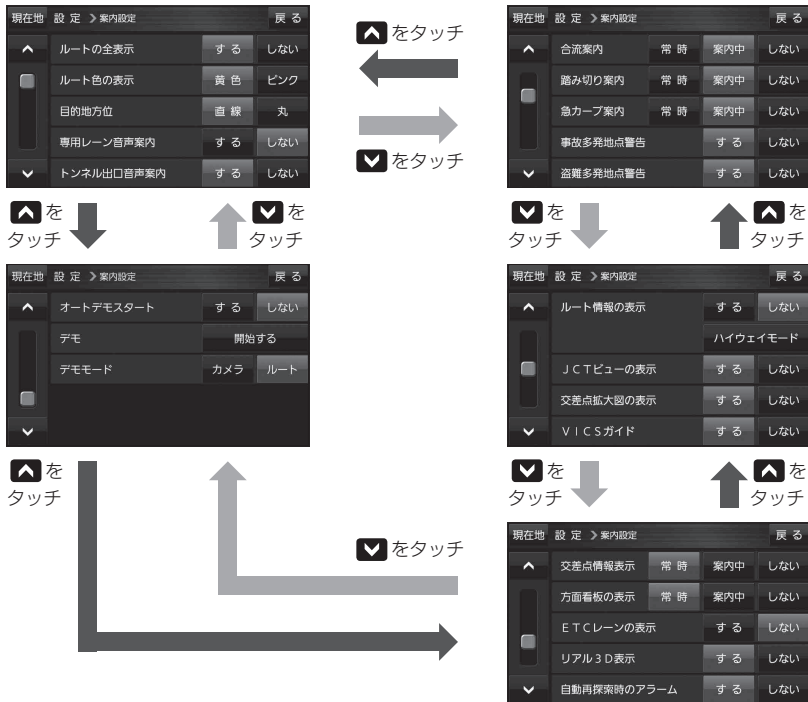 現在地 設 定 案内設定 戻 る
ルートの全表示 す る しない
ルート色の表示 黄 色 ピンク
目的地方位 直 線 丸
専用レーン音声案内 す る しない
トンネル出口音声案内 す る しない
をタッチ
をタッチ
現在地 設 定 案内設定 戻 る
合流案内 常 時 案内中 しない
踏み切り案内 常 時 案内中 しない
急カーブ案内 常 時 案内中 しない
事故多発地点警告 す る しない
盗難多発地点警告 す る しない
を
タッチ
を
タッチ
を
タッチ
を
タッチ
現在地 設 定 案内設定 戻 る
オートデモスタート す る しない
デモ 開始する
デモモード カメラ ルート
現在地 設 定 案内設定 戻 る
ルート情報の表示 す る しない
ハイウェイモード
ＪＣＴビューの表示 す る しない
交差点拡大図の表示 す る しない
ＶＩＣＳガイド す る しない
を
タッチ
をタッチ
を
タッチ
を
タッチ
現在地 設 定 案内設定 戻 る
交差点情報表示 常 時 案内中 しない
方面看板の表示 常 時 案内中 しない
ＥＴＣレーンの表示 す る しない
リアル３Ｄ表示 す る しない
自動再探索時のアラーム す る しない